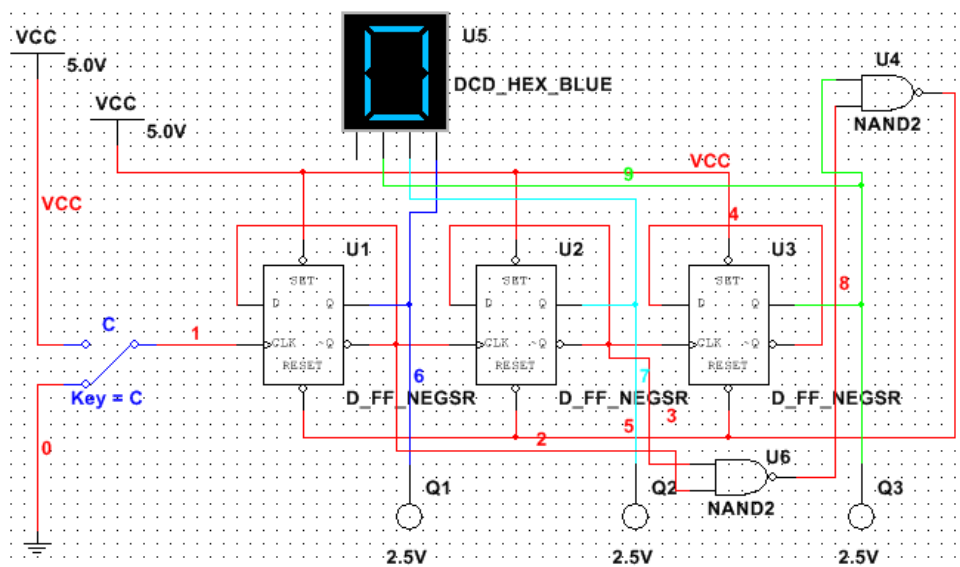 VCC
5.0V
VCC
5.0V
U5
DCD_HEX_BLUE
U4
NAND2
VCC
9
VCC
4
U1
U2
U3
8
SET
D
Q
CLK
~Q
RESET
SET
D
Q
CLK
~Q
RESET
SET
D
Q
CLK
~Q
RESET
C
1
Key = C
6
D_FF_NEGSR
7
D_FF_NEGSR
D_FF_NEGSR
0
2
5
3
U6
NAND2
Q1
Q2
Q3
2.5V
2.5V
2.5V